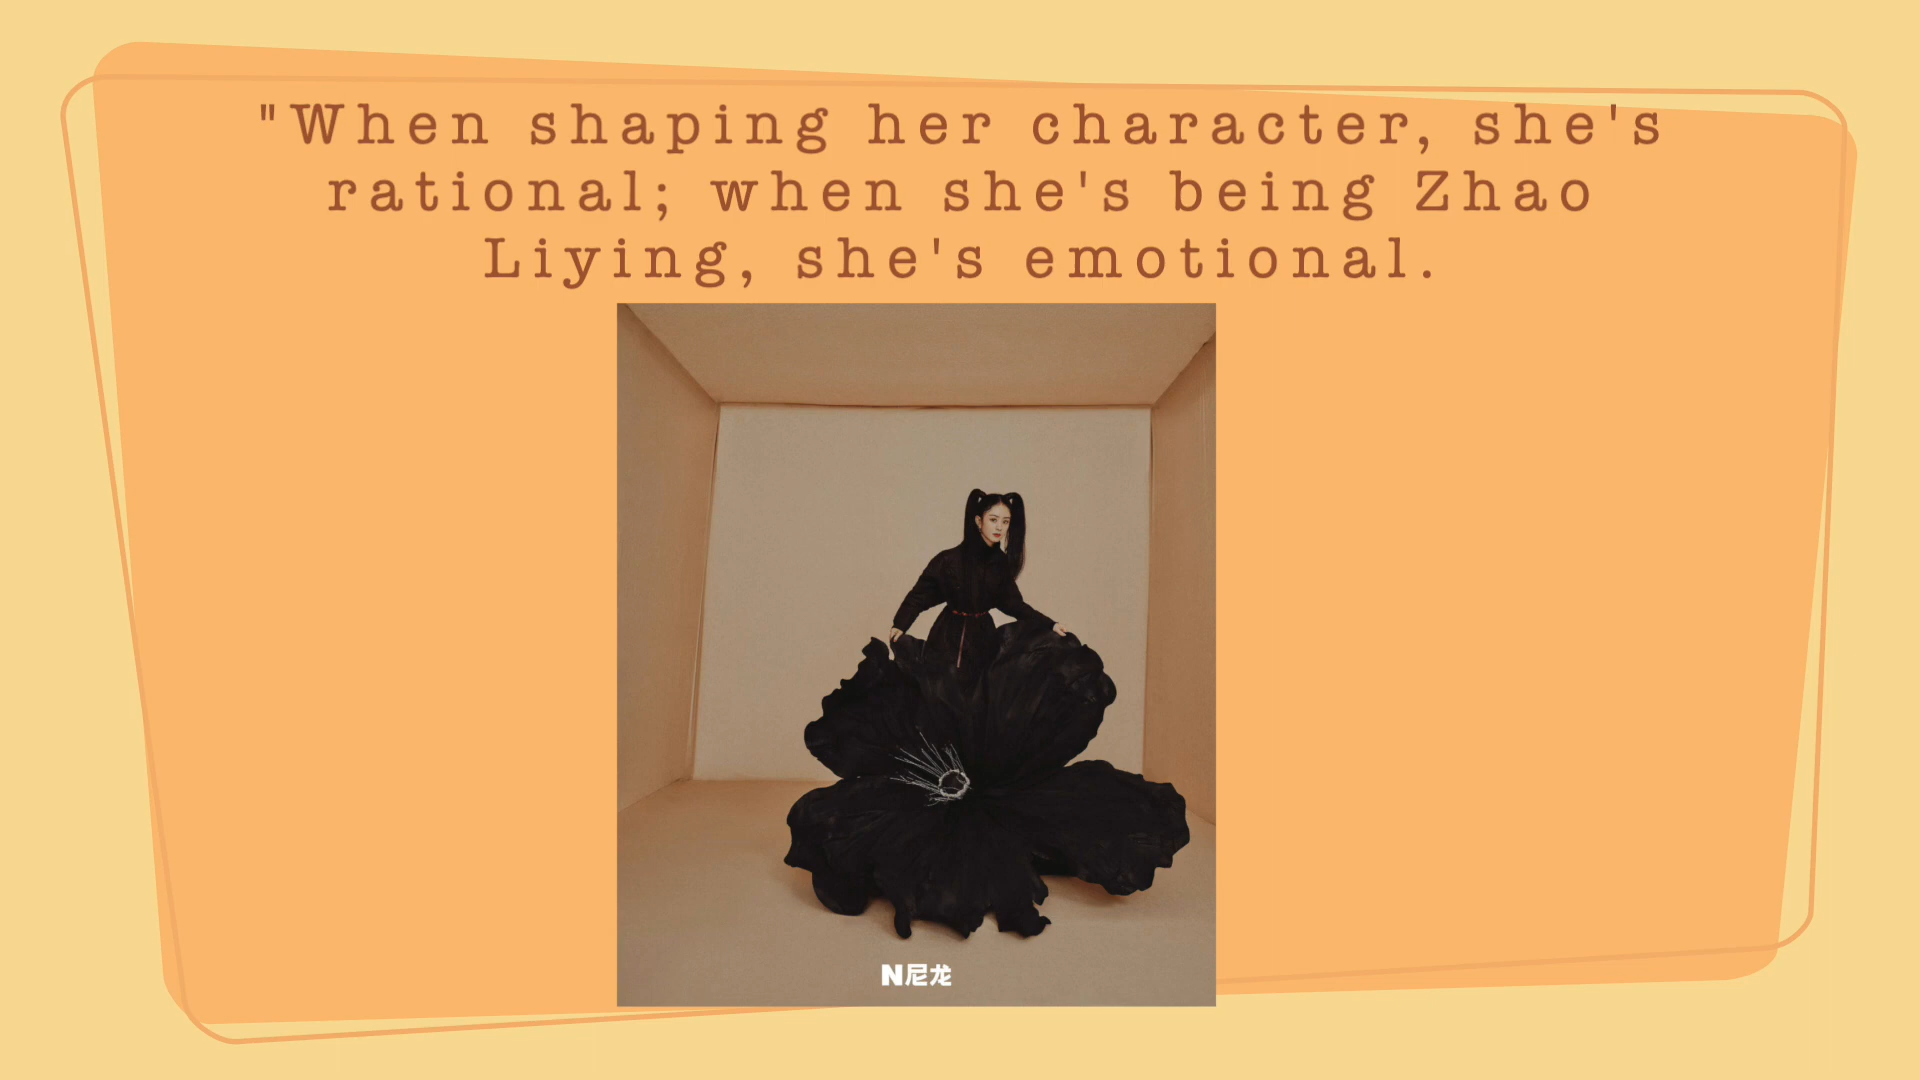 "When shaping her character, she's
rational; when she's being Zhao
Liying, she's emotional.
N尼龙